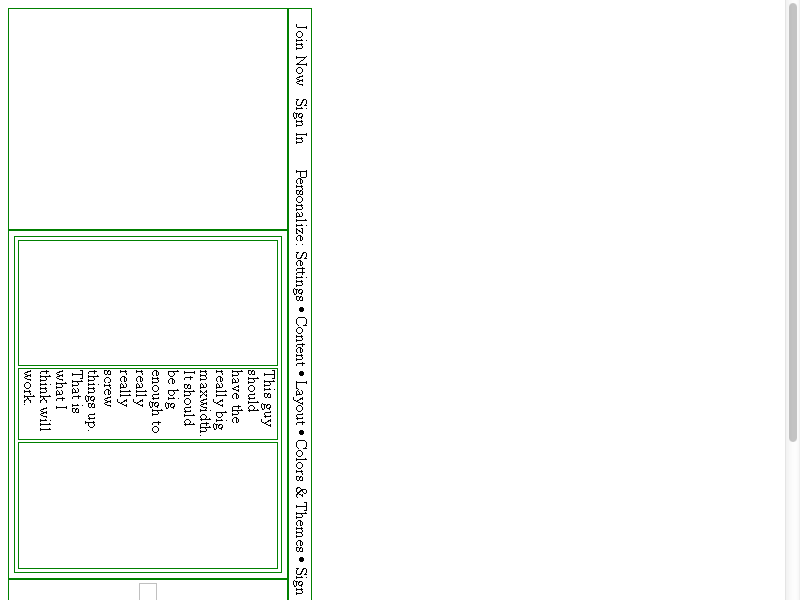 Join Now Sign In Personalize: Settings • Content • Layout • Colors & Themes • Sign
This guy
should
have the
really big
maxwidth.
It should
be big
enough to
really
really
screw
things up.
That is
what I
think will
work.